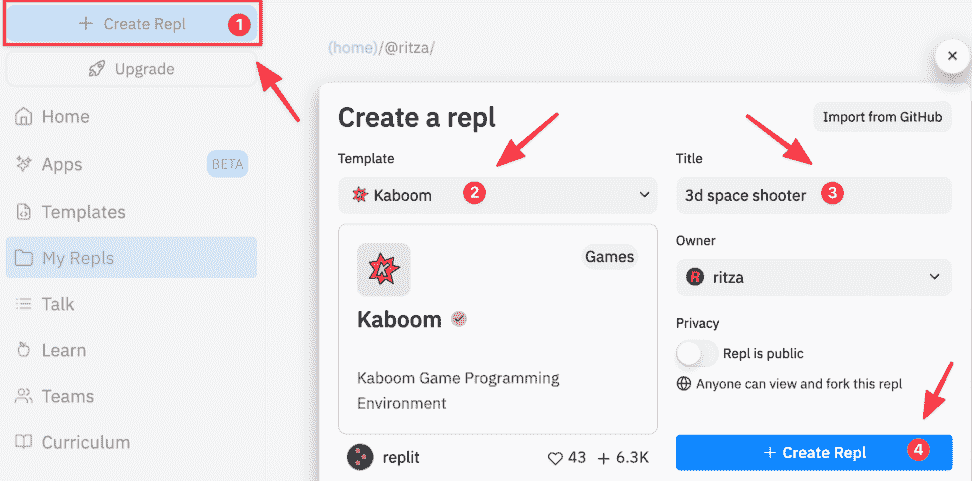 + Create Repl 1
Upgrade
Home
Apps BETA
Templates
My Repls
Talk
Learn
Teams
Curriculum
(home)/@ritza/
×
Create a repl
Import from GitHub
Template
Kaboom 2
Games
Kaboom
Kaboom Game Programming
Environment
replit 43 + 6.3K
Title
3d space shooter 3
Owner
R ritza
Privacy
Repl is public
Anyone can view and fork this repl
+ Create Repl 4